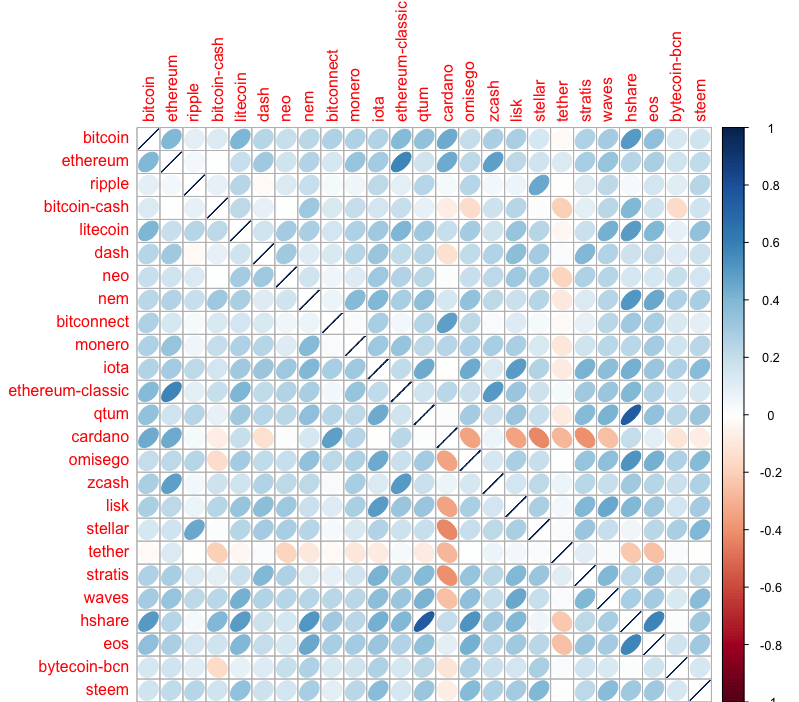 bitcoin
ethereum
ripple
bitcoin-cash
litecoin
dash
neo
nem
bitconnect
monero
iota
ethereum-classic
qtum
cardano
omisego
zcash
lisk
stellar
tether
stratis
waves
hshare
eos
bytecoin-bcn
steem
bitcoin
ethereum
ripple
bitcoin-cash
litecoin
dash
neo
nem
bitconnect
monero
iota
ethereum-classic
qtum
cardano
omisego
zcash
lisk
stellar
tether
stratis
waves
hshare
eos
bytecoin-bcn
steem
1
0.8
0.6
0.4
0.2
0
-0.2
-0.4
-0.6
-0.8
-1